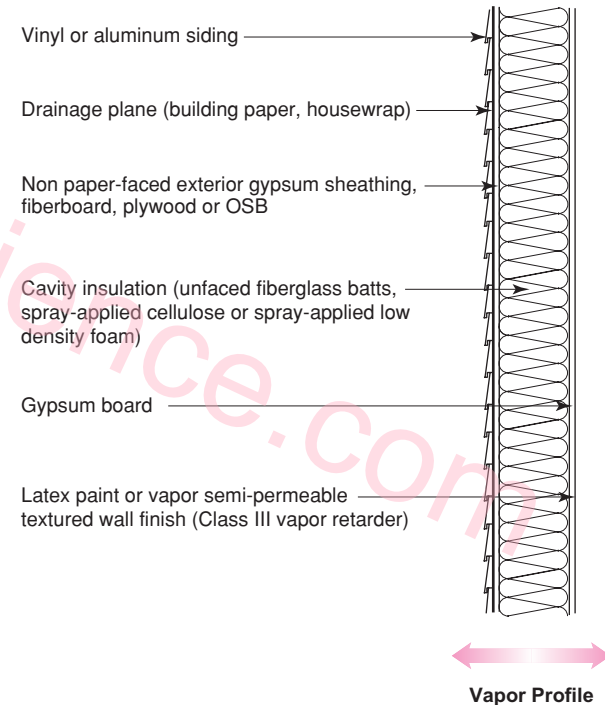 Vinyl or aluminum siding
Drainage plane (building paper, housewrap)
Non paper-faced exterior gypsum sheathing,
fiberboard, plywood or OSB
Cavity insulation (unfaced fiberglass batts,
spray-applied cellulose or spray-applied low
density foam)
Gypsum board
Latex paint or vapor semi-permeable
textured wall finish (Class III vapor retarder)
Vapor Profile
ience.com